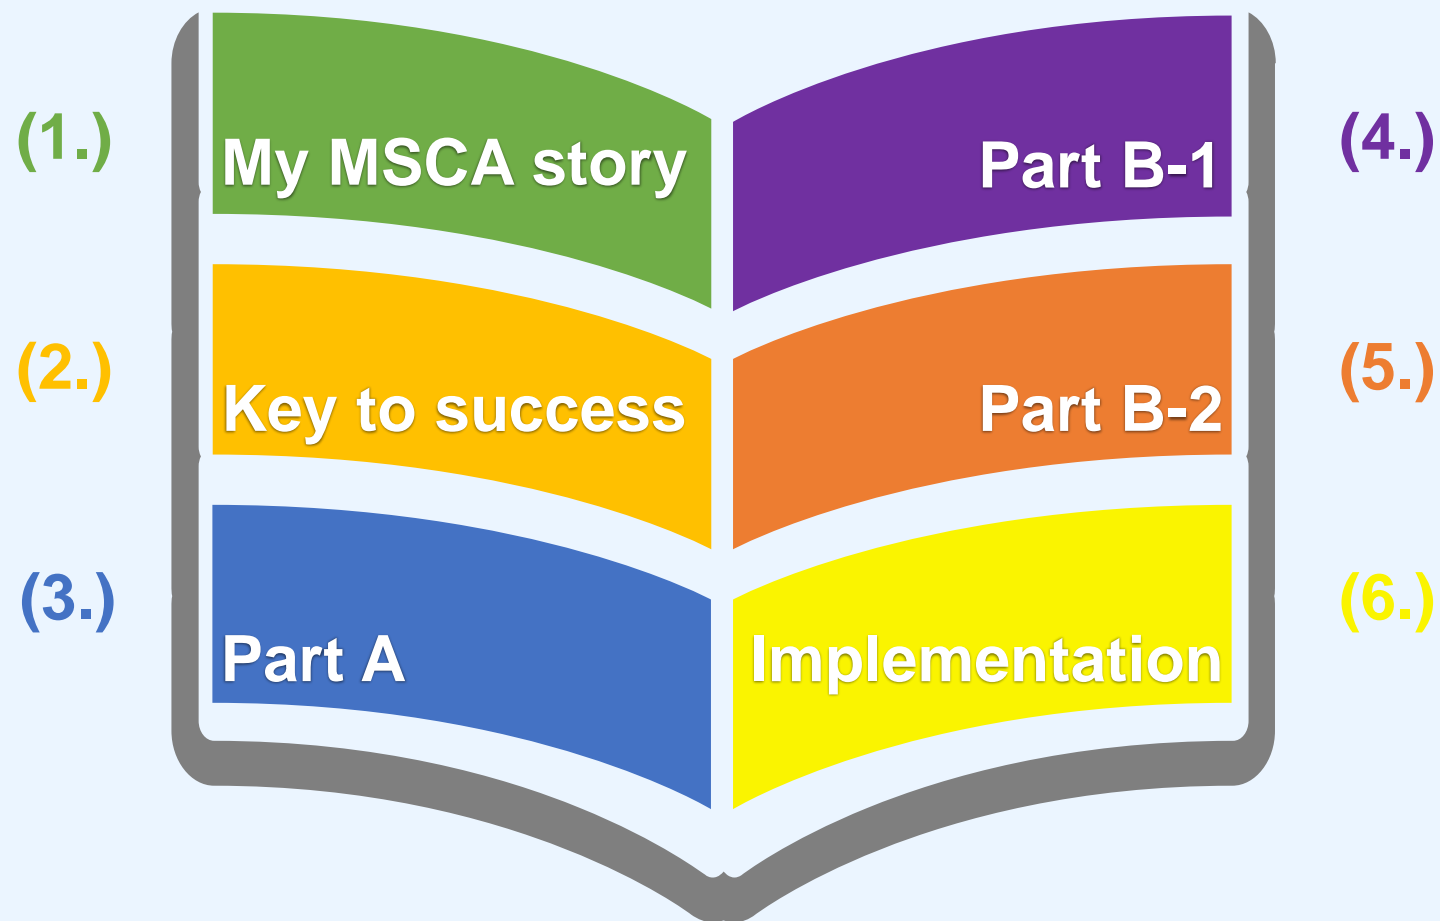 (1.)
My MSCA story
(2.)
Key to success
(3.)
Part A
Part B-1
(4.)
Part B-2
(5.)
Implementation
(6.)